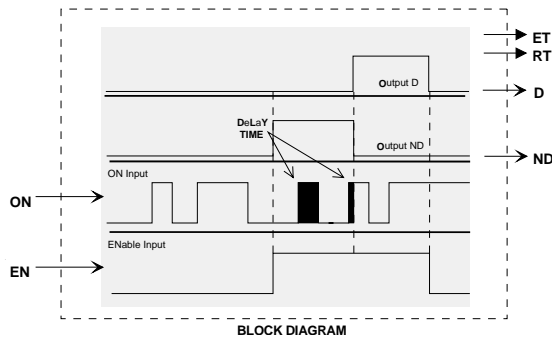 ET
RT
Output D
D
DeLaY
TIME
Output ND
ND
ON Input
ON
ENable Input
EN
BLOCK DIAGRAM